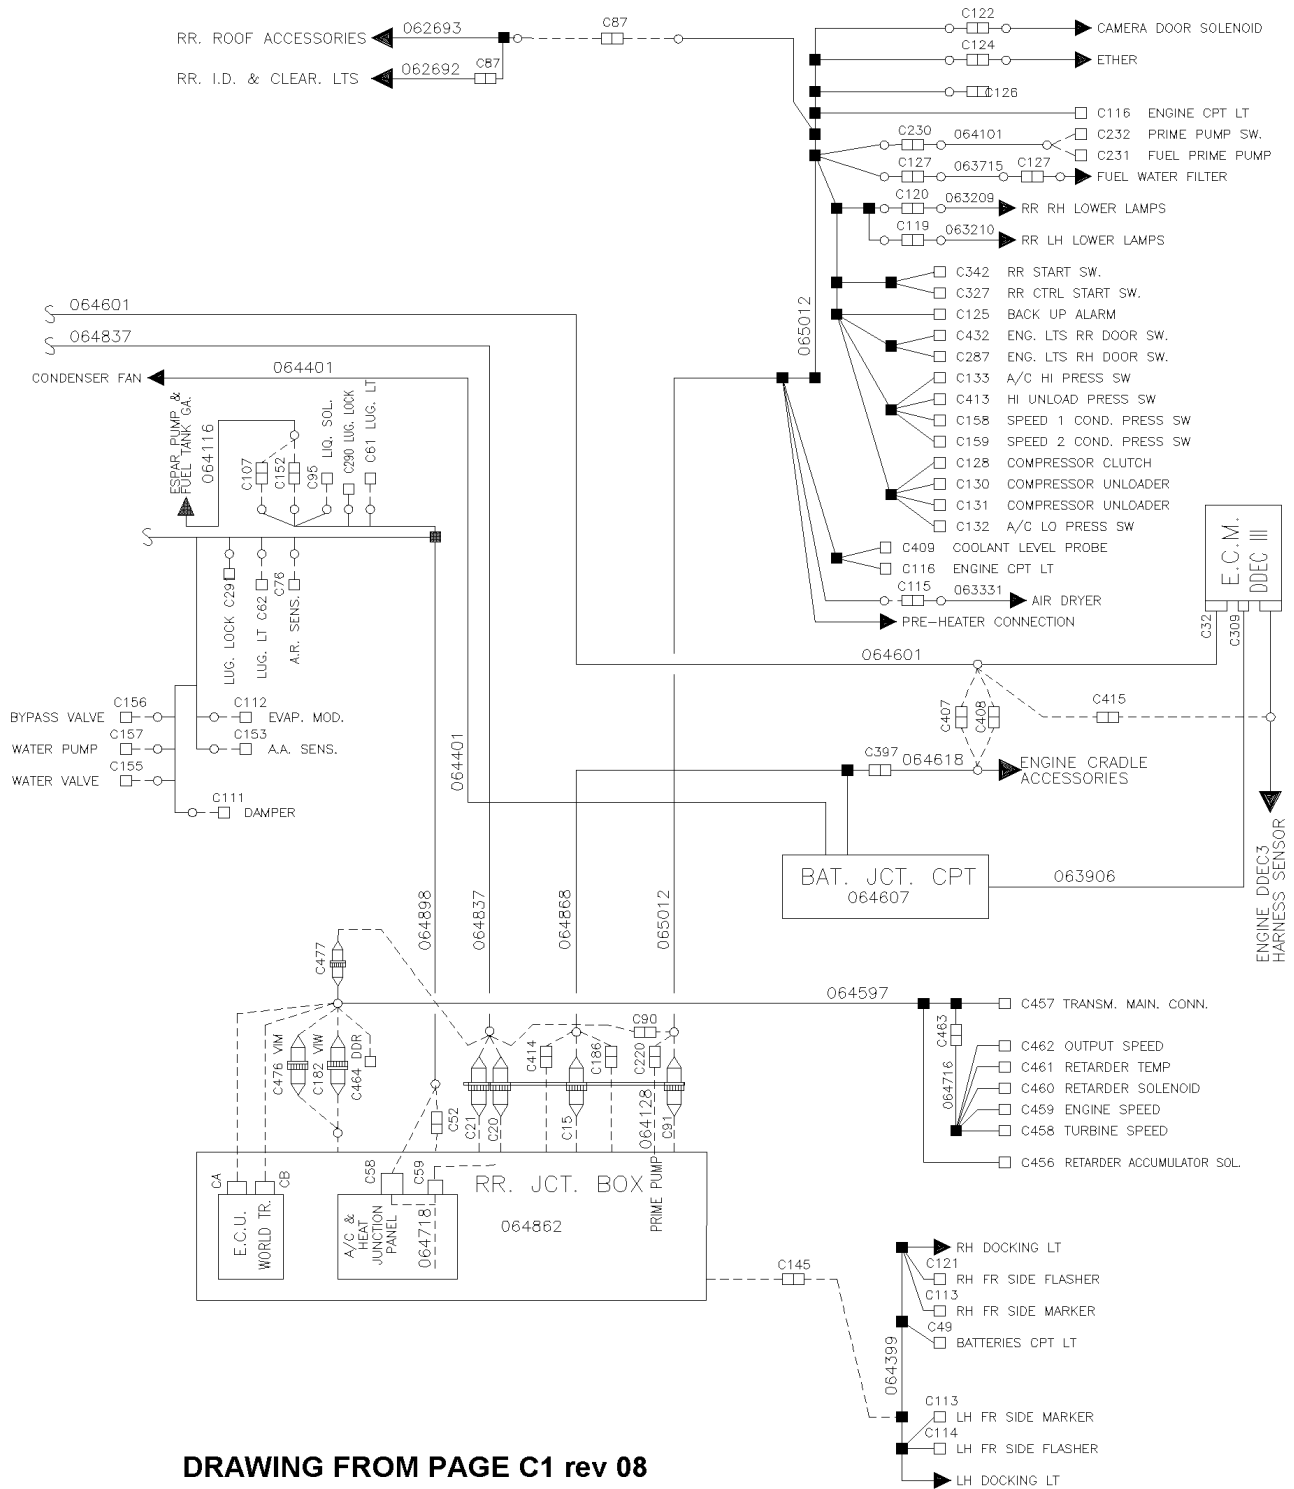 RR. ROOF ACCESSORIES
062693
C87
RR. I.D. & CLEAR. LTS
062692
C87
C122
CAMERA DOOR SOLENOID
C124
ETHER
C126
C116 ENGINE CPT LT
C230
064101
C232 PRIME PUMP SW.
C231 FUEL PRIME PUMP
C127
063715
C127
FUEL WATER FILTER
C120
063209
RR RH LOWER LAMPS
C119
063210
RR LH LOWER LAMPS
C342 RR START SW.
C327 RR CTRL START SW.
C125 BACK UP ALARM
C432 ENG. LTS RR DOOR SW.
C287 ENG. LTS RH DOOR SW.
C133 A/C HI PRESS SW
C413 HI UNLOAD PRESS SW
C158 SPEED 1 COND. PRESS SW
C159 SPEED 2 COND. PRESS SW
C128 COMPRESSOR CLUTCH
C130 COMPRESSOR UNLOADER
C131 COMPRESSOR UNLOADER
C132 A/C LO PRESS SW
C409 COOLANT LEVEL PROBE
C116 ENGINE CPT LT
C115
063331
AIR DRYER
PRE-HEATER CONNECTION
065012
064601
064837
CONDENSER FAN
064401
ESPAR PUMP &
FUEL TANK GA.
064116
C107
C152
C95
LIQ. SOL.
C290 LUG. LOCK
C61 LUG. LT
LUG. LOCK C291
LUG. LT C62
C76
A.R. SENS.
C156
BYPASS VALVE
C157
WATER PUMP
C155
WATER VALVE
C112
EVAP. MOD.
C153
A.A. SENS.
C111
DAMPER
E.C.M.
DDEC III
C32
C309
064601
C407
C408
C415
C397
064618
ENGINE CRADLE
ACCESSORIES
064401
BAT. JCT. CPT
064607
063906
ENGINE DDEC3
HARNESS SENSOR
064898
064837
064868
065012
C477
064597
C457 TRANSM. MAIN. CONN.
C463
064716
C462 OUTPUT SPEED
C461 RETARDER TEMP
C460 RETARDER SOLENOID
C459 ENGINE SPEED
C458 TURBINE SPEED
C456 RETARDER ACCUMULATOR SOL.
C476 VIM
C182 VIW
C464 DDR
C52
C21
C20
C414
C15
C186
C90
C220
064128
C91
PRIME PUMP
CA
CB
E.C.U.
WORLD TR.
C58
C59
A/C &
HEAT
JUNCTION
PANEL
064718
RR. JCT. BOX
064862
C145
RH DOCKING LT
C121
RH FR SIDE FLASHER
C113
RH FR SIDE MARKER
C49
BATTERIES CPT LT
064399
C113
LH FR SIDE MARKER
C114
LH FR SIDE FLASHER
LH DOCKING LT
DRAWING FROM PAGE C1 rev 08